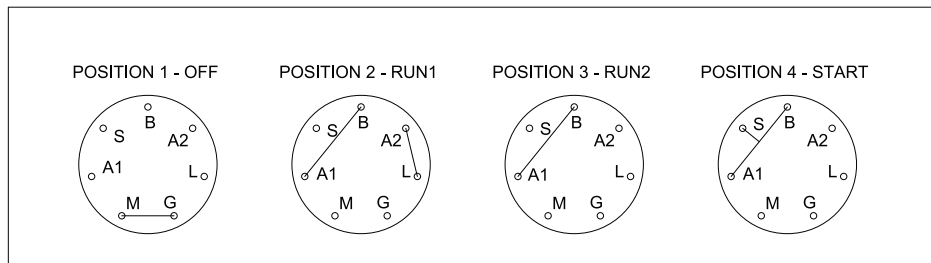 POSITION 1 - OFF
B
S
A2
A1
L
M G
POSITION 2 - RUN1
B
S
A2
A1
L
M G
POSITION 3 - RUN2
B
S
A2
A1
L
M G
POSITION 4 - START
B
S
A2
A1
L
M G